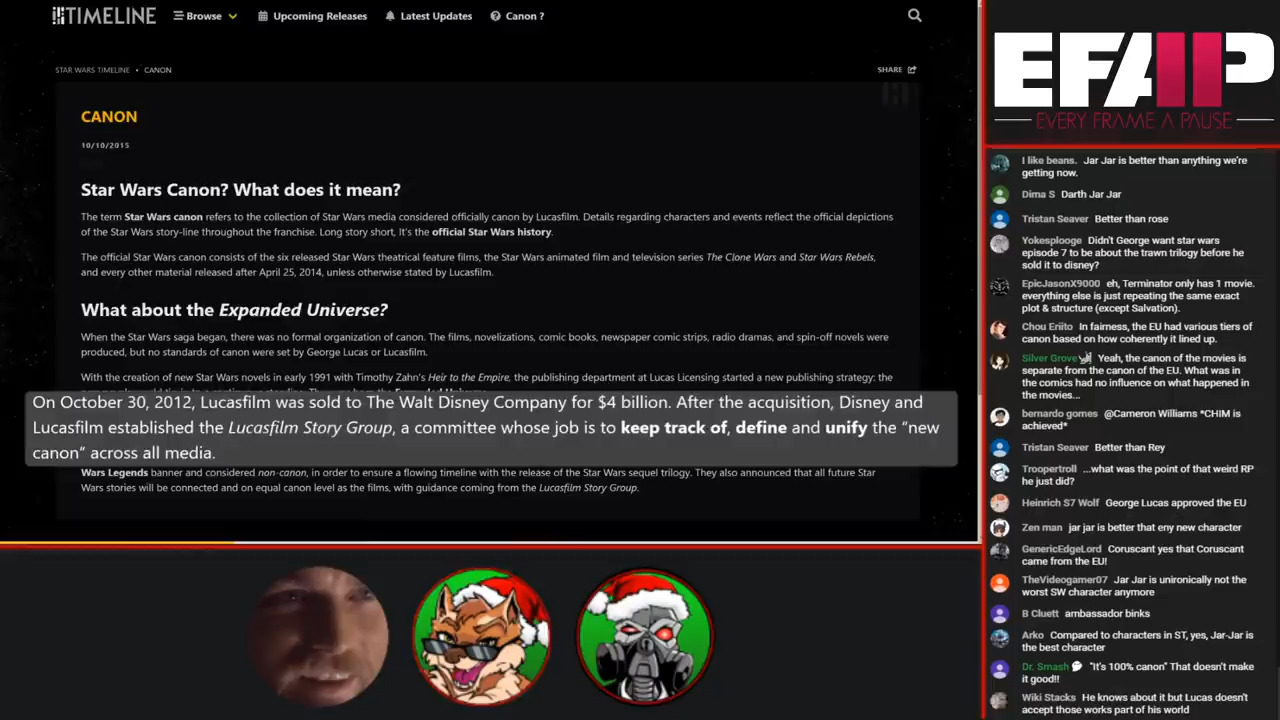 TIMELINE
Browse
Upcoming Releases
Latest Updates
Canon ?
STAR WARS TIMELINE • CANON
SHARE
CANON
10/10/2015
Star Wars Canon? What does it mean?
The term Star Wars canon refers to the collection of Star Wars media considered officially canon by Lucasfilm. Details regarding characters and events reflect the official depictions
of the Star Wars story-line throughout the franchise. Long story short, It's the official Star Wars history.
The official Star Wars canon consists of the six released Star Wars theatrical feature films, the Star Wars animated film and television series The Clone Wars and Star Wars Rebels,
and every other material released after April 25, 2014, unless otherwise stated by Lucasfilm.
What about the Expanded Universe?
When the Star Wars saga began, there was no formal organization of canon. The films, novelizations, comic books, newspaper comic strips, radio dramas, and spin-off novels were
produced, but no standards of canon were set by George Lucas or Lucasfilm.
With the creation of new Star Wars novels in early 1991 with Timothy Zahn's Heir to the Empire, the publishing department at Lucas Licensing started a new publishing strategy: the
On October 30, 2012, Lucasfilm was sold to The Walt Disney Company for $4 billion. After the acquisition, Disney and
Lucasfilm established the Lucasfilm Story Group, a committee whose job is to keep track of, define and unify the "new
canon" across all media.
Wars Legends banner and considered non-canon, in order to ensure a flowing timeline with the release of the Star Wars sequel trilogy. They also announced that all future Star
Wars stories will be connected and on equal canon level as the films, with guidance coming from the Lucasfilm Story Group.
EFAP
EVERY FRAME A PAUSE
I like beans. Jar Jar is better than anything we're
getting now.
Dima S Darth Jar Jar
Tristan Seaver Better than rose
Yokesplooge Didn't George want star wars
episode 7 to be about the trawn trilogy before he
sold it to disney?
EpicJasonX9000 eh, Terminator only has 1 movie.
everything else is just repeating the same exact
plot & structure (except Salvation).
Chou Eriito In fairness, the EU had various tiers of
canon based on how coherently it lined up.
Silver Grove Yeah, the canon of the movies is
separate from the canon of the EU. What was in
the comics had no influence on what happened in
the movies...
bernardo gomes @Cameron Williams *CHIM is
achieved*
Tristan Seaver Better than Rey
Troopertroll ...what was the point of that weird RP
he just did?
Heinrich S7 Wolf George Lucas approved the EU
Zen man jar jar is better that eny new character
GenericEdgeLord Coruscant yes that Coruscant
came from the EU!
TheVideogamer07 Jar Jar is unironically not the
worst SW character anymore
B Cluett ambassador binks
Arko Compared to characters in ST, yes, Jar-Jar is
the best character
Dr. Smash "It's 100% canon" That doesn't make
it good!!
Wiki Stacks He knows about it but Lucas doesn't
accept those works part of his world